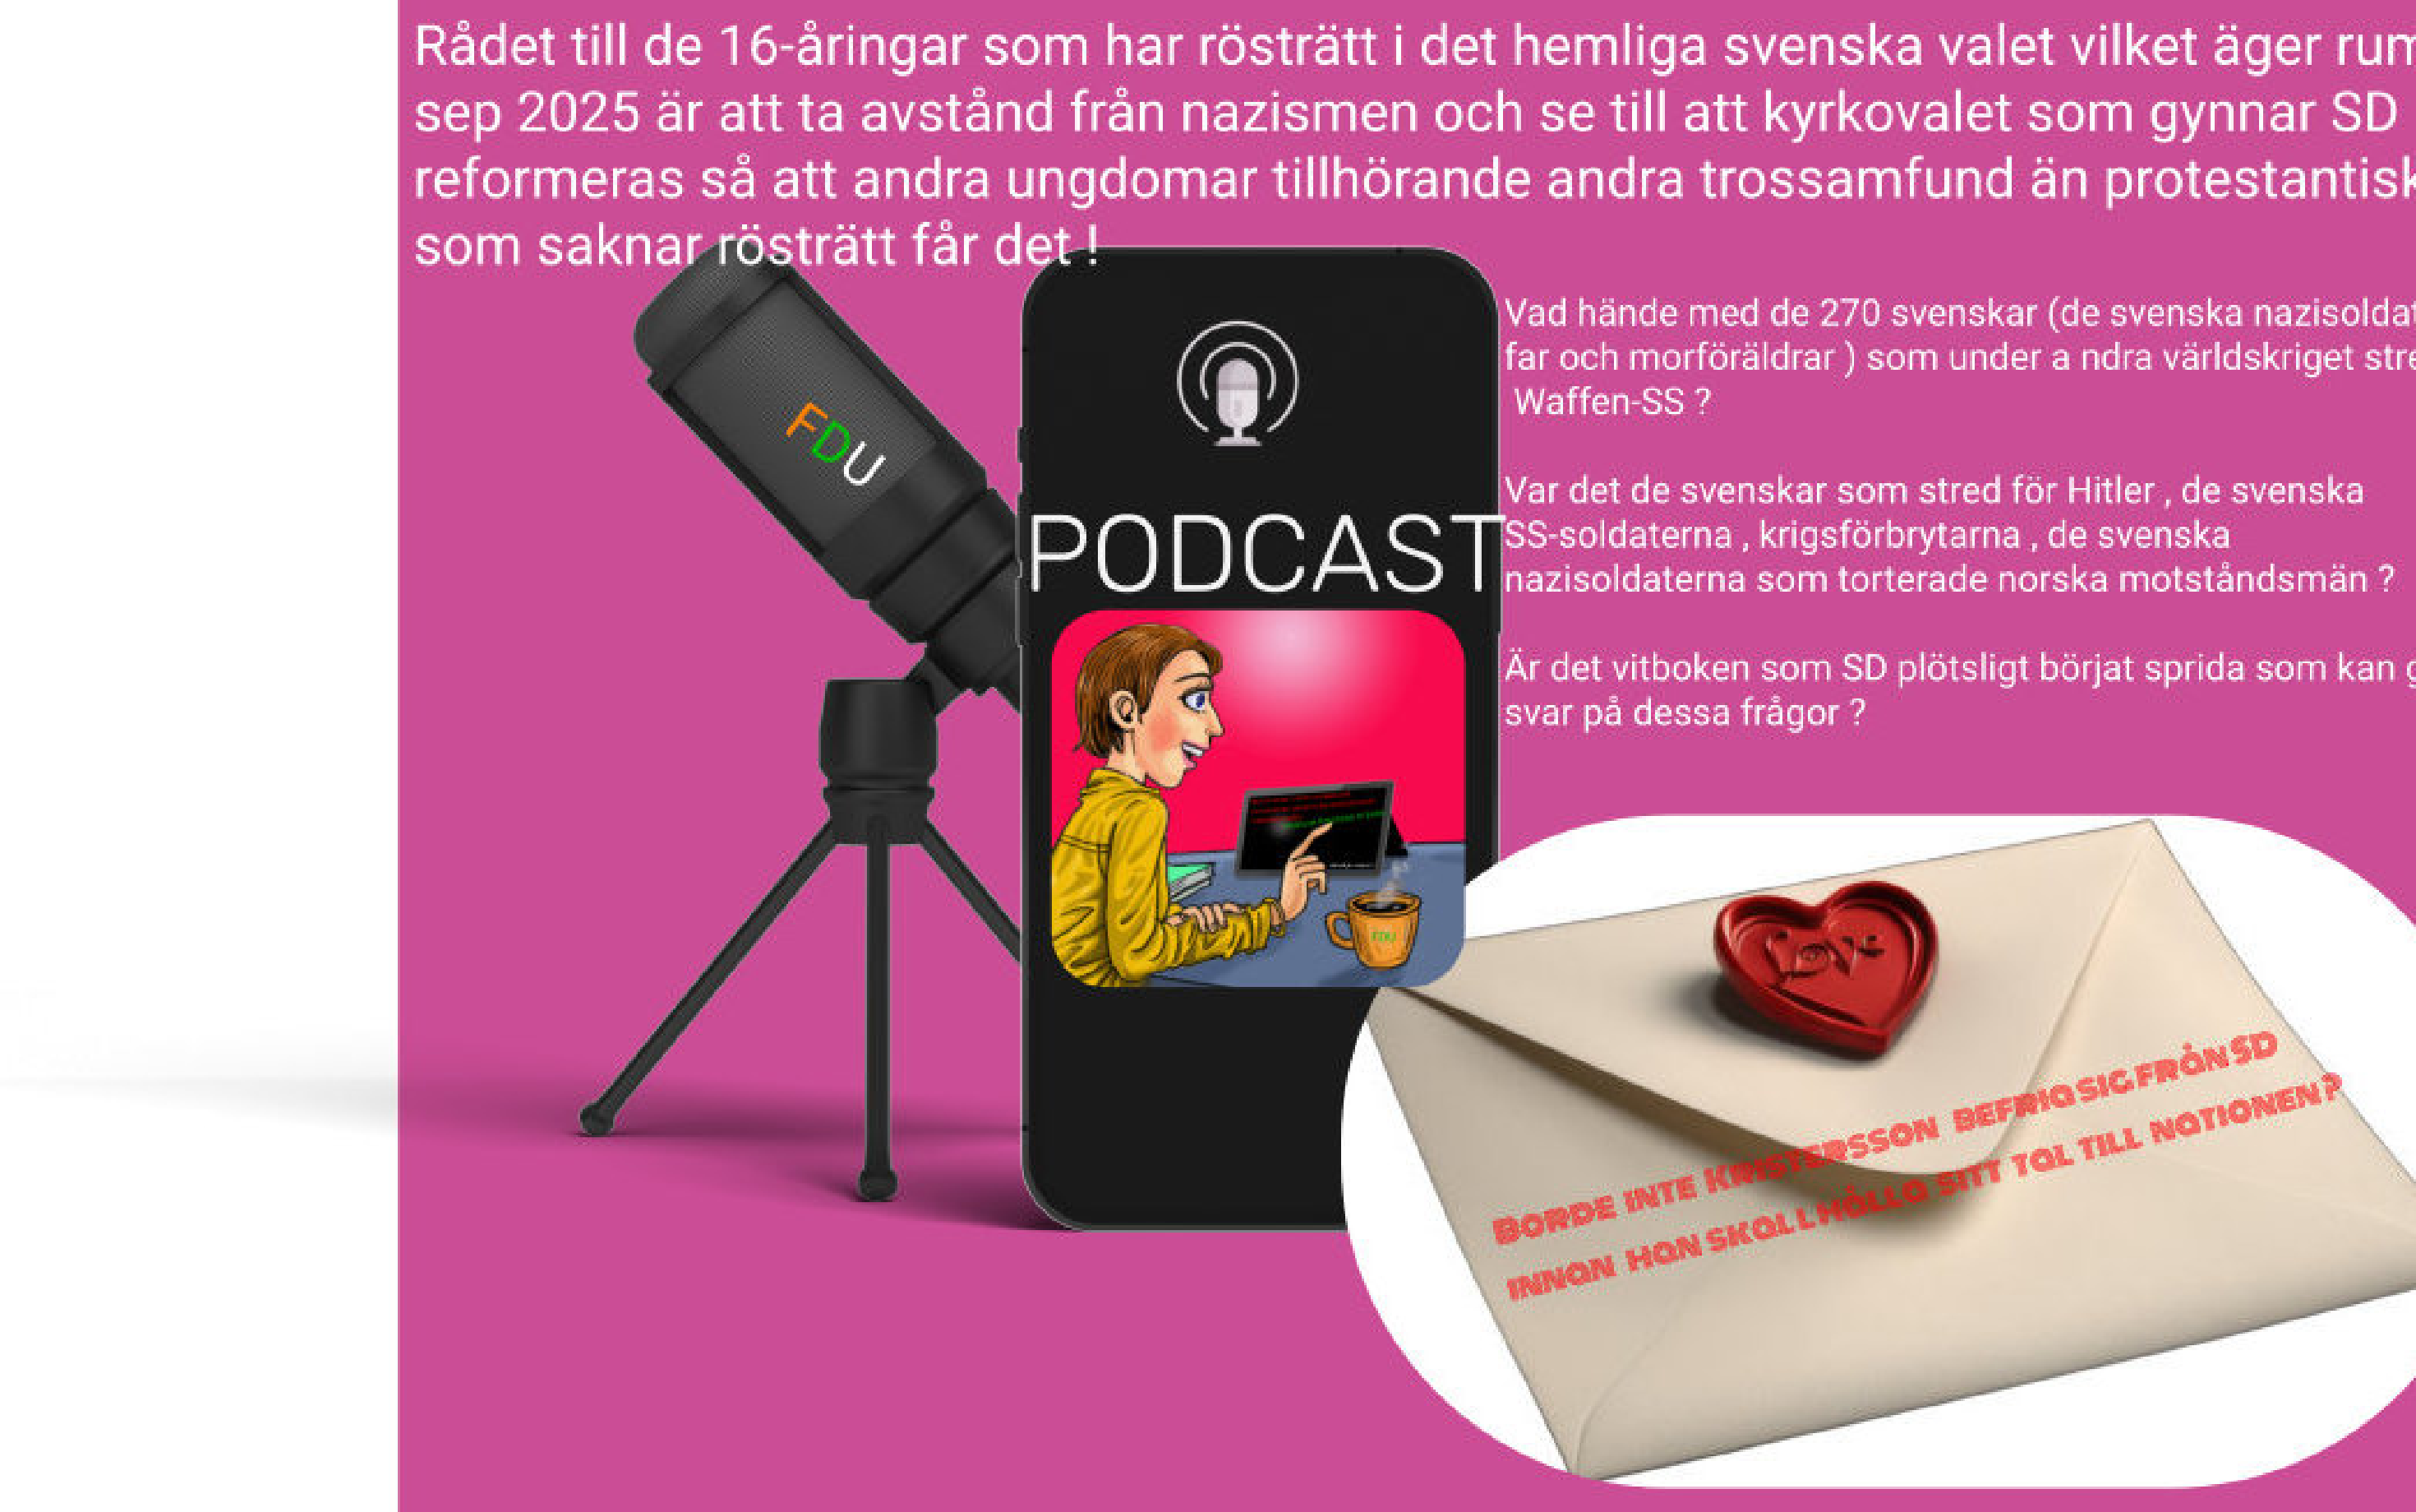 Rådet till de 16-åringar som har rösträtt i det hemliga svenska valet vilket äger rum
sep 2025 är att ta avstånd från nazismen och se till att kyrkovalet som gynnar SD
reformeras så att andra ungdomar tillhörande andra trossamfund än protestantisk
som saknar rösträtt får det !
FDU
PODCAST
Vad hände med de 270 svenskar (de svenska nazisoldat
far och morföräldrar ) som under a ndra världskriget stre
Waffen-SS ?
Var det de svenskar som stred för Hitler , de svenska
SS-soldaterna , krigsförbrytarna , de svenska
nazisoldaterna som torterade norska motståndsmän ?
Är det vitboken som SD plötsligt börjat sprida som kan g
svar på dessa frågor ?
FDU
Love
BORDE INTE KRISTERSSON BEFRIA SIG FRÅN SD
INNAN HAN SKALL HÅLLA SITT TAL TILL NATIONEN?